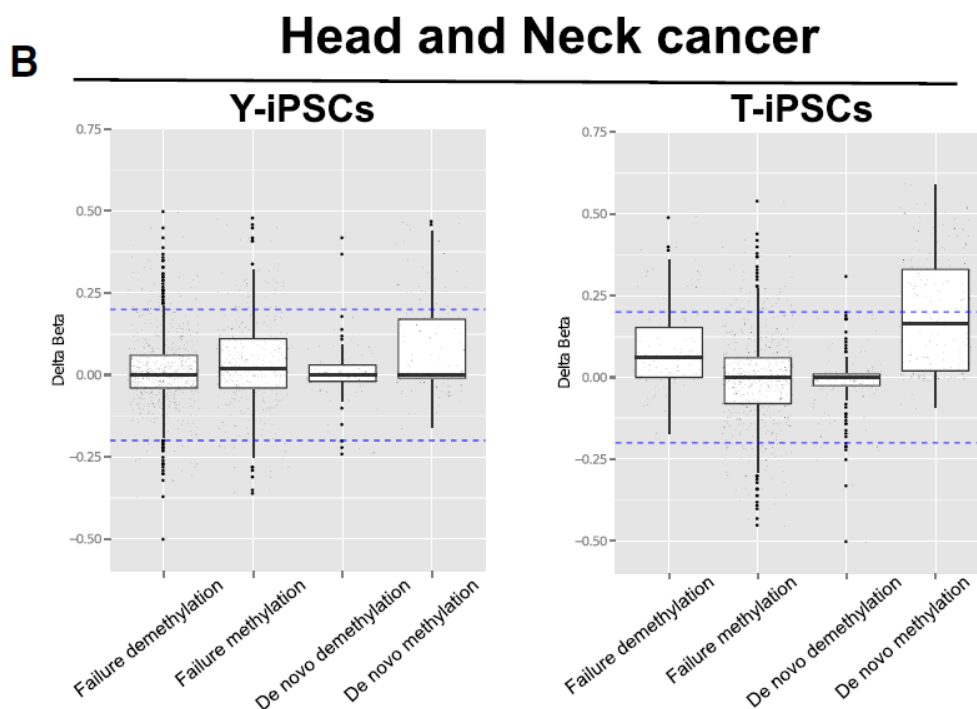 B
Head and Neck cancer
Y-iPSCs
T-iPSCs
Delta Beta
0.75
0.50
0.25
0.00
−0.25
−0.50
Failure demethylation
Failure methylation
De novo demethylation
De novo methylation
Delta Beta
0.75
0.50
0.25
0.00
−0.25
−0.50
Failure demethylation
Failure methylation
De novo demethylation
De novo methylation